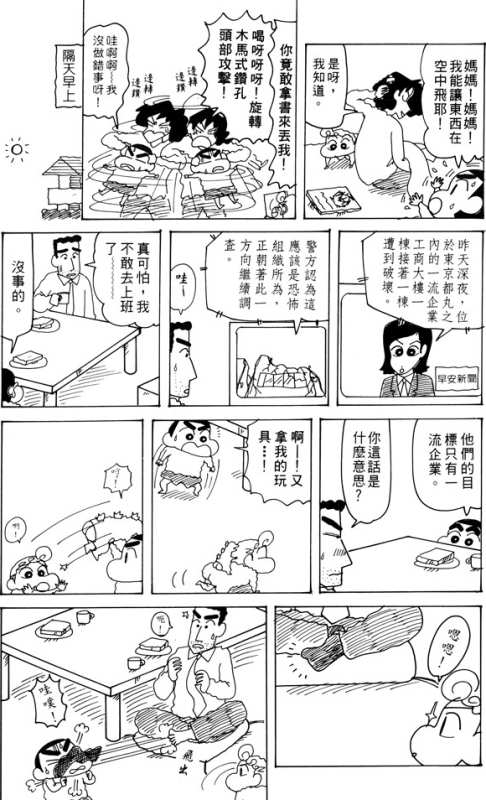 媽媽！媽媽！
我能讓東西在
空中飛耶！
是呀，
我知道。
你竟敢拿書來丟我！
喝呀呀呀！旋轉
木馬式鑽孔
頭部攻擊！
哇啊啊～我
沒做錯事呀！
隔天早上
昨天深夜，位
於東京都丸之
內的一流企業
工商大樓一
棟接著一棟
遭到破壞。
早安新聞
警方認為這
應該是恐怖
組織所為，
正朝著此一
方向繼續調
查。
哇～
真可怕，我
不敢去上班
了～
沒事的。
他們的目
標只有一
流企業。
你這話是
什麼意思？
啊～！又
拿我的玩
具…！
嗯嗯！
哇噗！
飛出